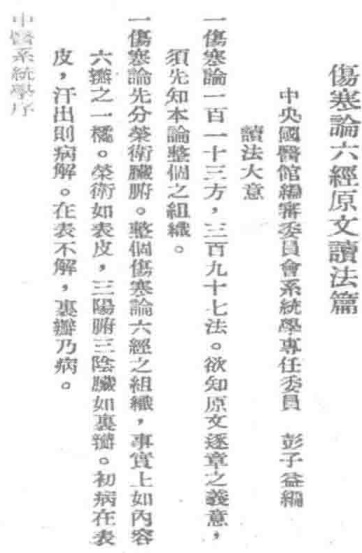 傷寒論六經原文讀法篇
中央國醫館編審委員會系統學專任委員　彭子益編
讀法大意
一傷寒論一百一十三方，三百九十七法。欲知原文逐章之義意，
須先知本論整個之組織。
一傷寒論先分榮衛臟腑。整個傷寒論六經之組織，事實上如內容
六瓣之一橘。榮衛如表皮，三陽腑三陰臟如裏瓣。初病在表
皮，汗出則病解。在表不解，裏瓣乃病。
中醫系統學序